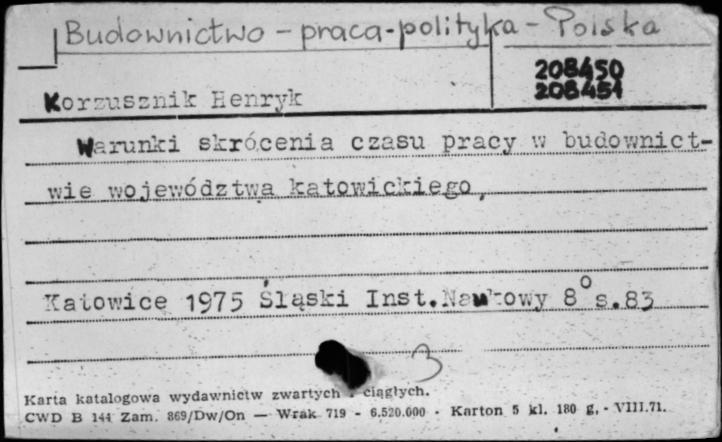 Budownictwo - praca - polityka - Polska
208450
208451
Korzusznik Henryk
Warunki skrócenia czasu pracy w budownict-
wie województwa katowickiego,
Katowice 1975 Śląski Inst. Naukowy 8° s. 83
3
Karta katalogowa wydawnictw zwartych ciągłych.
CWD B 144 Zam. 869/Dw/On — Wrak 719 - 6.520.000 - Karton 5 kl. 180 g. - VIII.71.